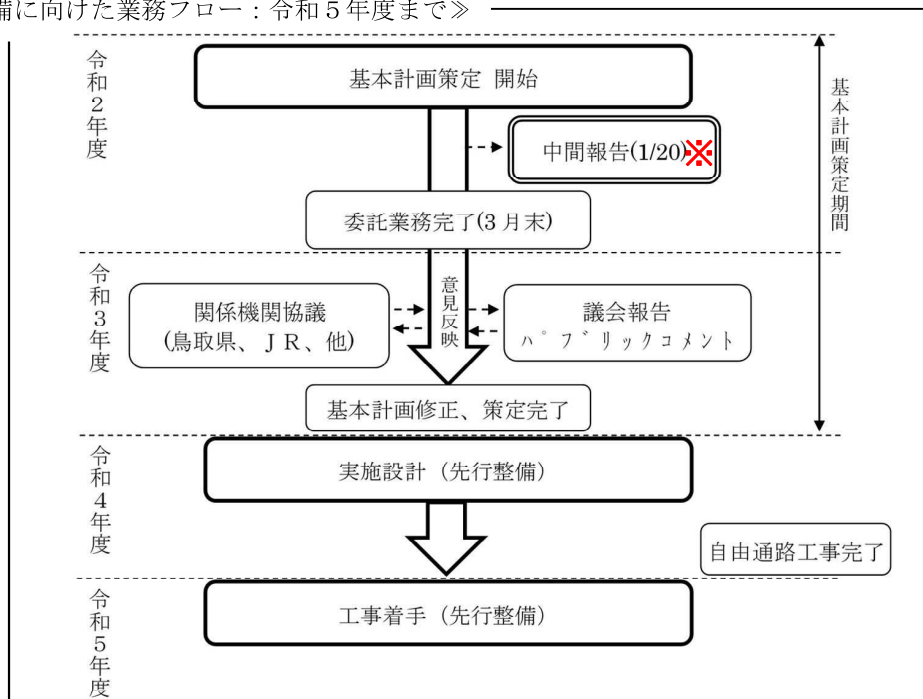 備に向けた業務フロー：令和５年度まで≫
令和２年度
基本計画策定 開始
中間報告(1/20)※
委託業務完了(3月末)
基本計画策定期間
令和３年度
関係機関協議
(鳥取県、ＪＲ、他)
意見反映
議会報告
ﾊﾟﾌﾞﾘｯｸｺﾒﾝﾄ
基本計画修正、策定完了
令和４年度
実施設計（先行整備）
自由通路工事完了
令和５年度
工事着手（先行整備）